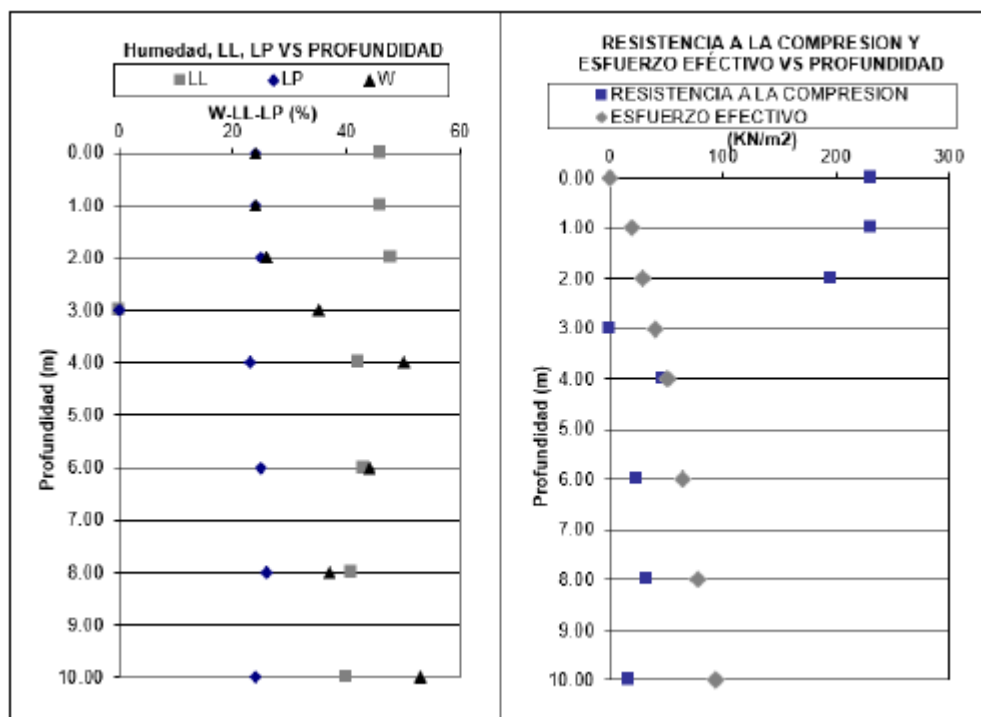 Humedad, LL, LP VS PROFUNDIDAD
LL LP W
W-LL-LP (%)
0 20 40 60
0.00
1.00
2.00
3.00
4.00
5.00
6.00
7.00
8.00
9.00
10.00
Profundidad (m)
RESISTENCIA A LA COMPRESION Y
ESFUERZO EFÉCTIVO VS PROFUNDIDAD
RESISTENCIA A LA COMPRESION
ESFUERZO EFECTIVO
(KN/m2)
0 100 200 300
0.00
1.00
2.00
3.00
4.00
5.00
6.00
7.00
8.00
9.00
10.00
Profundidad (m)